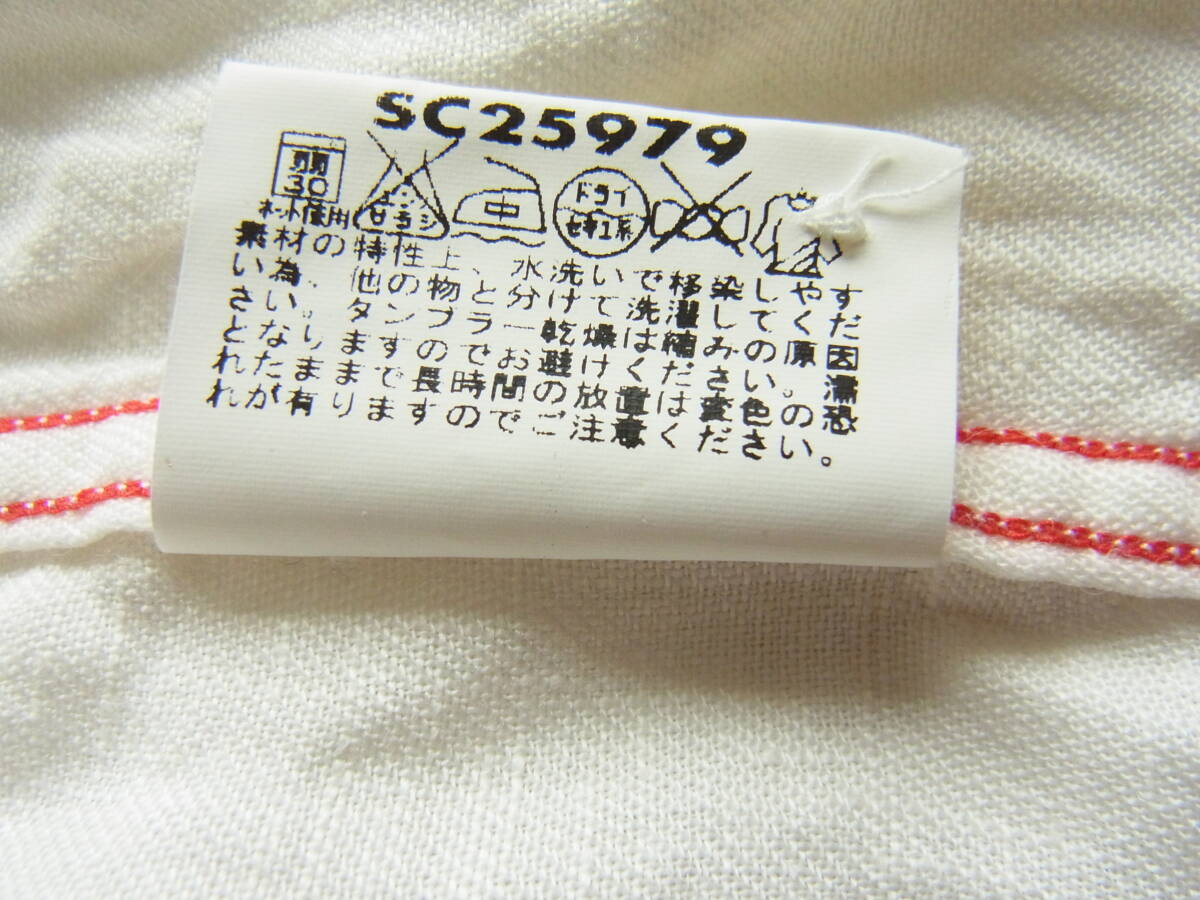 SC25979
弱
30
ネット使用
エンソ
サラシ
中
ドライ
セキユ系
素材の特性上、水洗いで移染しやす
い為、他の物と分けて洗濯してくだ
さい。タンブラー乾燥は縮みの原因
となりますのでお避けください。濡
れたまま長時間の放置は変色の恐
れが有りますのでご注意ください。